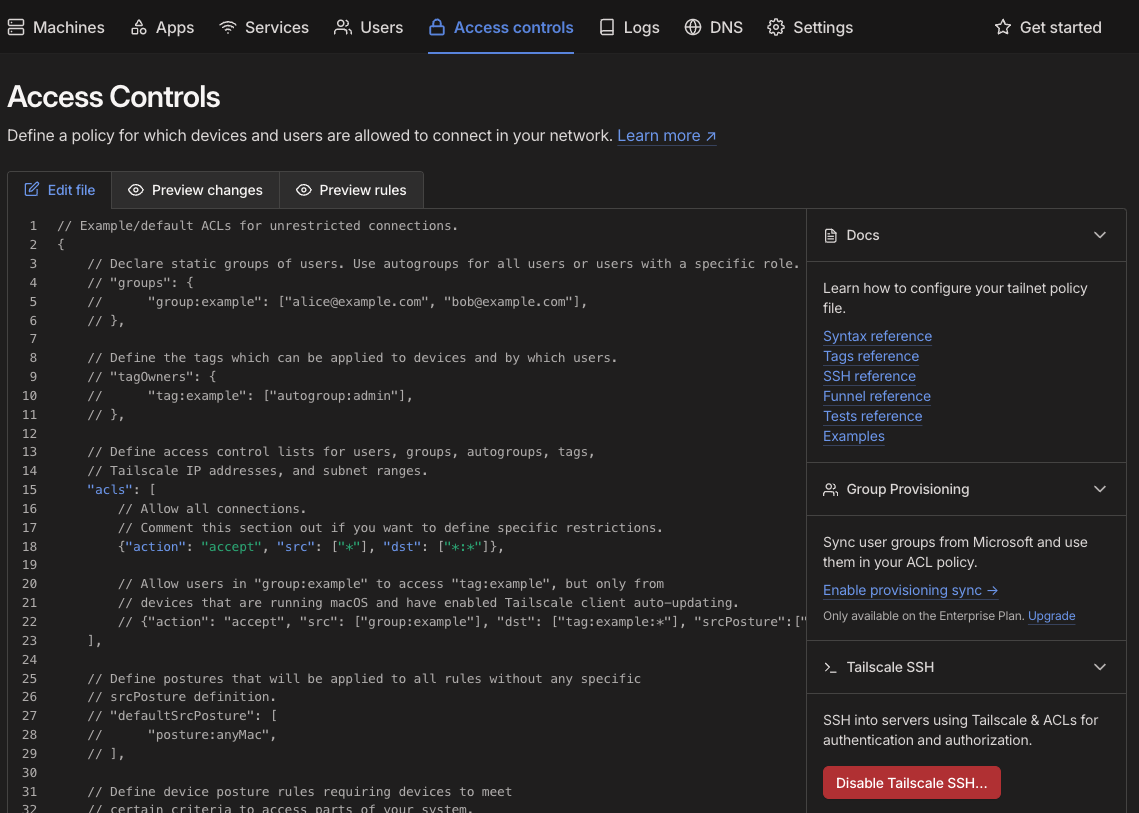 Machines Apps Services Users Access controls Logs DNS Settings Get started
Access Controls
Define a policy for which devices and users are allowed to connect in your network. Learn more ↗
Edit file Preview changes Preview rules
1 // Example/default ACLs for unrestricted connections.
2 {
3     // Declare static groups of users. Use autogroups for all users or users with a specific role.
4     // "groups": {
5     //      "group:example": ["alice@example.com", "bob@example.com"],
6     // },
7
8     // Define the tags which can be applied to devices and by which users.
9     // "tagOwners": {
10     //      "tag:example": ["autogroup:admin"],
11     // },
12
13     // Define access control lists for users, groups, autogroups, tags,
14     // Tailscale IP addresses, and subnet ranges.
15     "acls": [
16         // Allow all connections.
17         // Comment this section out if you want to define specific restrictions.
18         {"action": "accept", "src": ["*"], "dst": ["*:*"]},
19
20         // Allow users in "group:example" to access "tag:example", but only from
21         // devices that are running macOS and have enabled Tailscale client auto-updating.
22         // {"action": "accept", "src": ["group:example"], "dst": ["tag:example:*"], "srcPosture":["
23     ],
24
25     // Define postures that will be applied to all rules without any specific
26     // srcPosture definition.
27     // "defaultSrcPosture": [
28     //      "posture:anyMac",
29     // ],
30
31     // Define device posture rules requiring devices to meet
32     // certain criteria to access parts of your system.
Docs
Learn how to configure your tailnet policy
file.
Syntax reference
Tags reference
SSH reference
Funnel reference
Tests reference
Examples
Group Provisioning
Sync user groups from Microsoft and use
them in your ACL policy.
Enable provisioning sync →
Only available on the Enterprise Plan. Upgrade
Tailscale SSH
SSH into servers using Tailscale & ACLs for
authentication and authorization.
Disable Tailscale SSH...